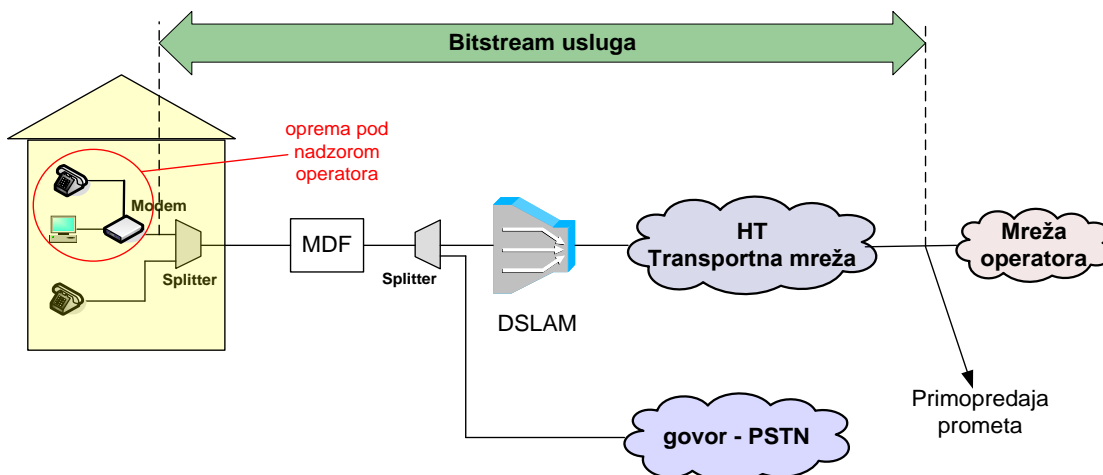 Bitstream usluga
oprema pod
nadzorom
operatora
Modem
Splitter
MDF
Splitter
DSLAM
HT
Transportna mreža
Mreža
operatora
Primopredaja
prometa
govor - PSTN